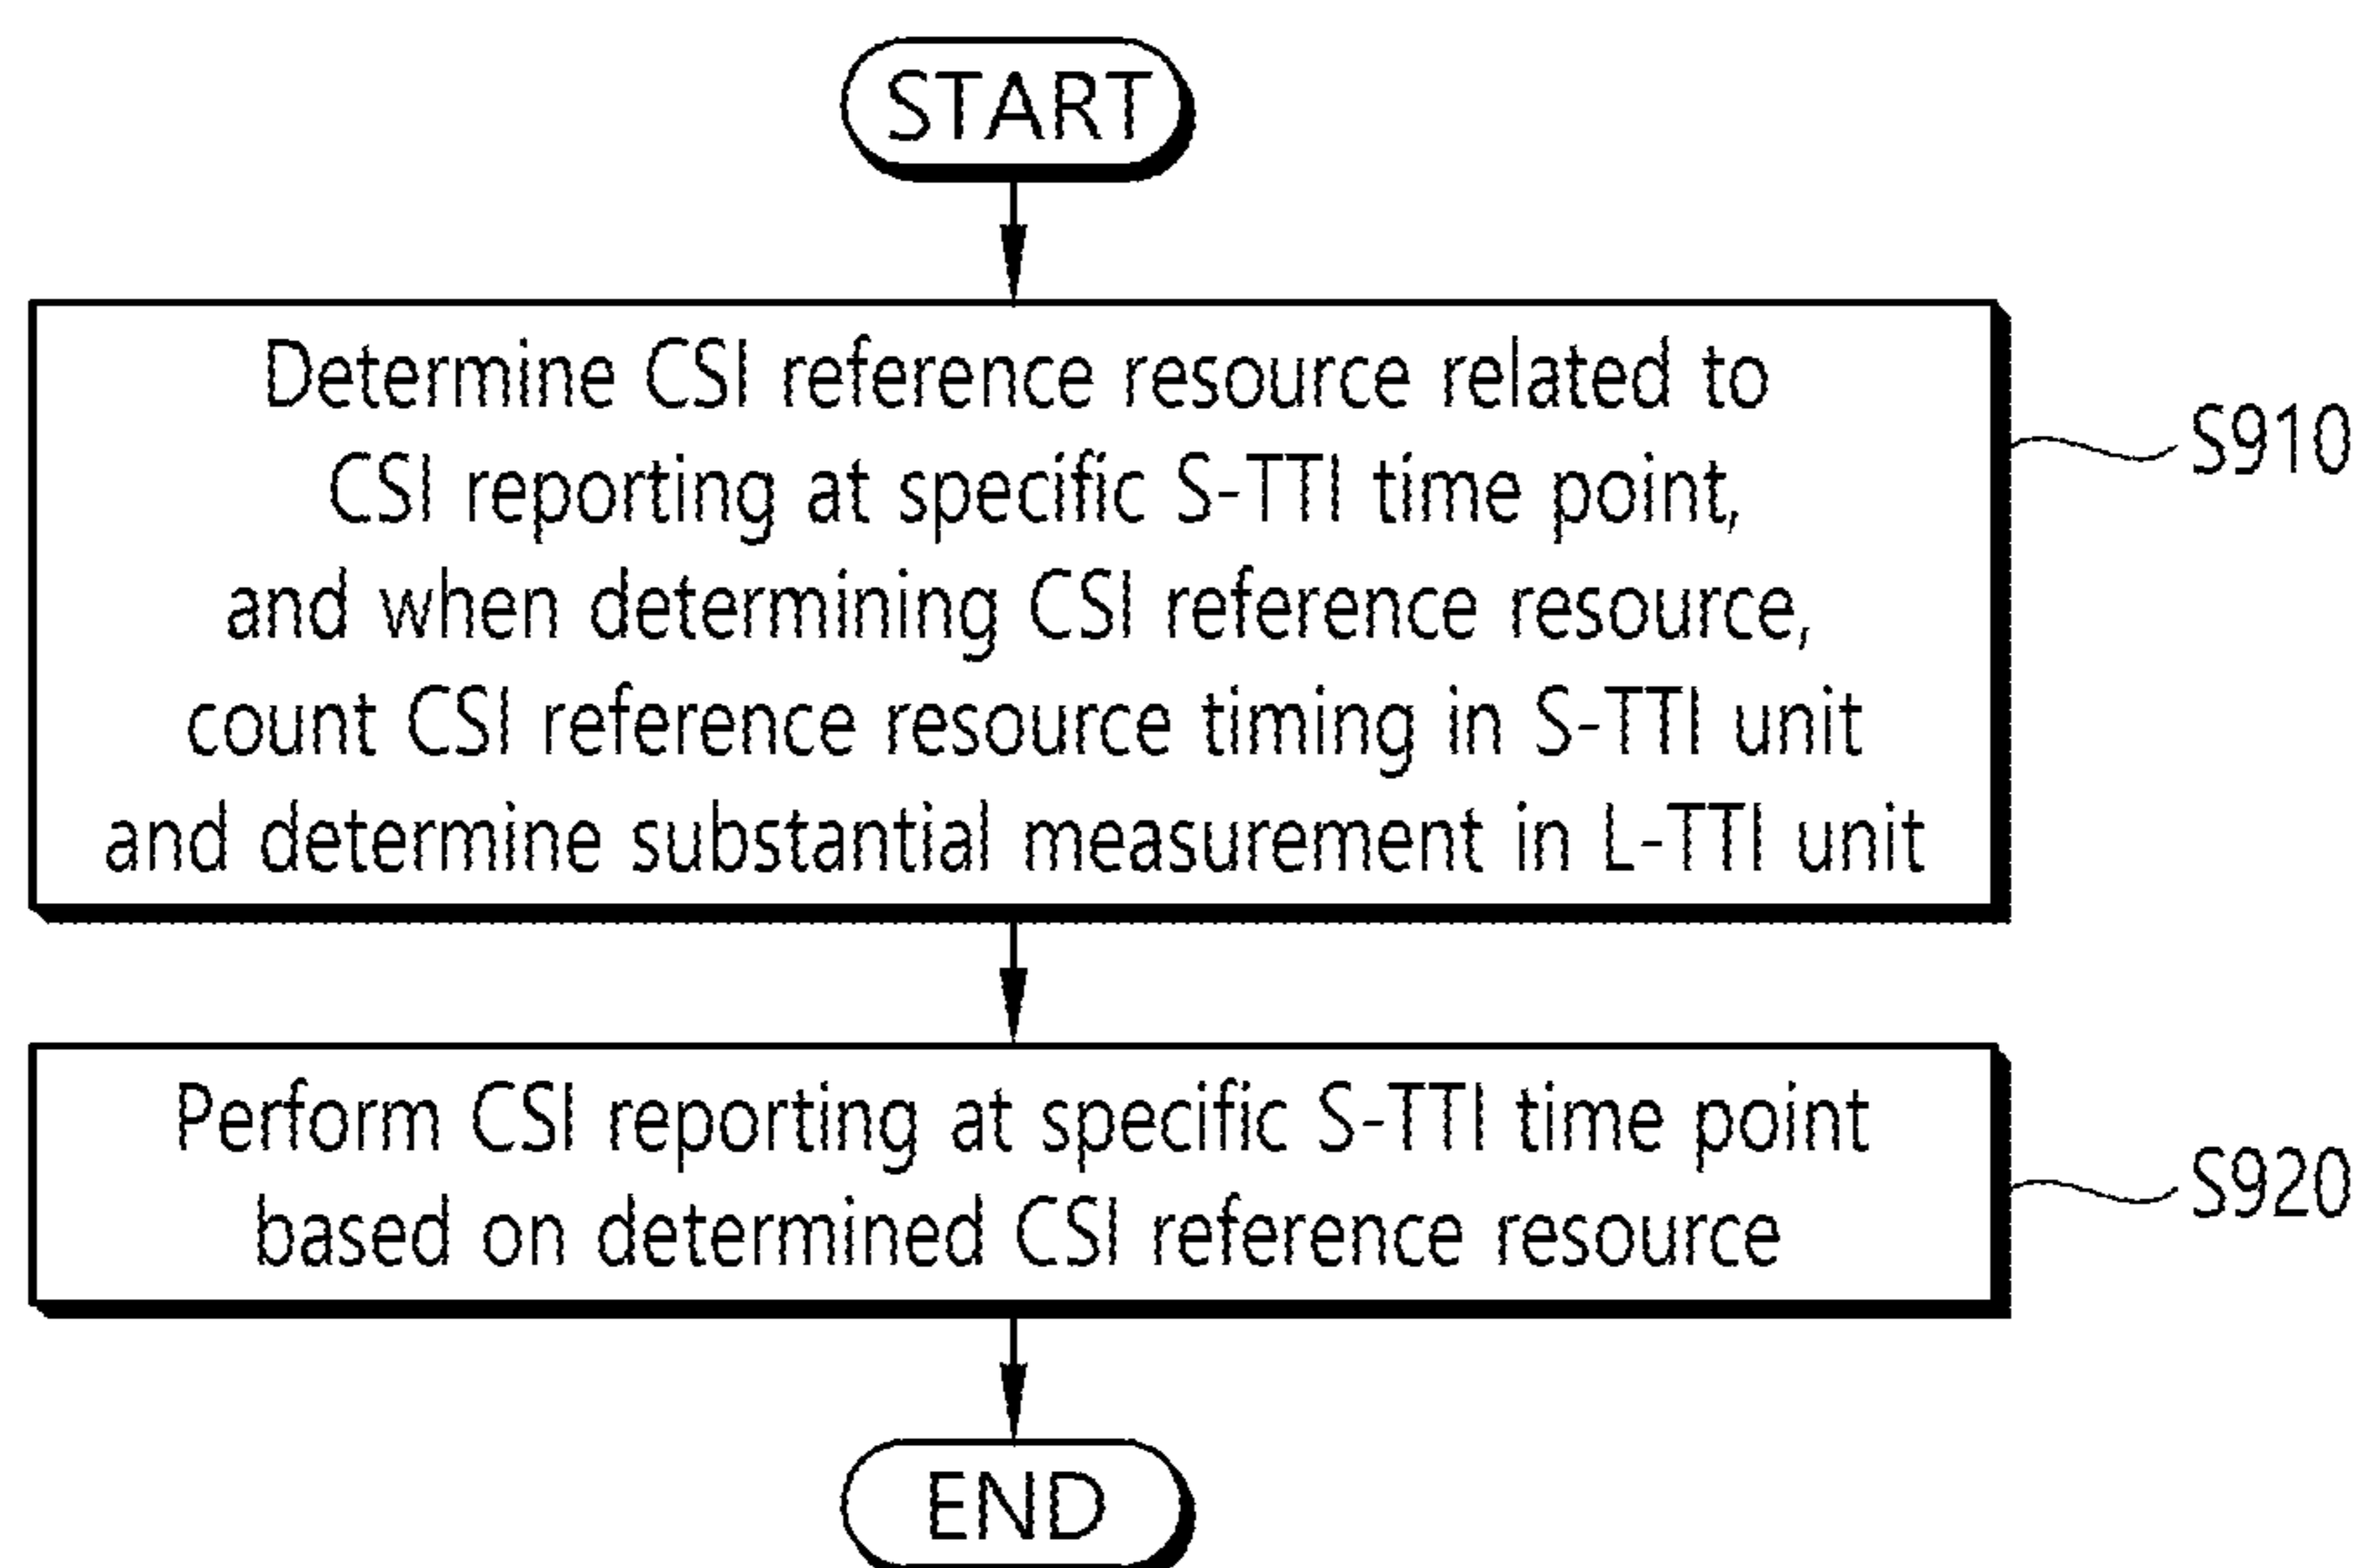 START
Determine CSI reference resource related to
CSI reporting at specific S-TTI time point,
and when determining CSI reference resource,
count CSI reference resource timing in S-TTI unit
and determine substantial measurement in L-TTI unit
S910
Perform CSI reporting at specific S-TTI time point
based on determined CSI reference resource
S920
END